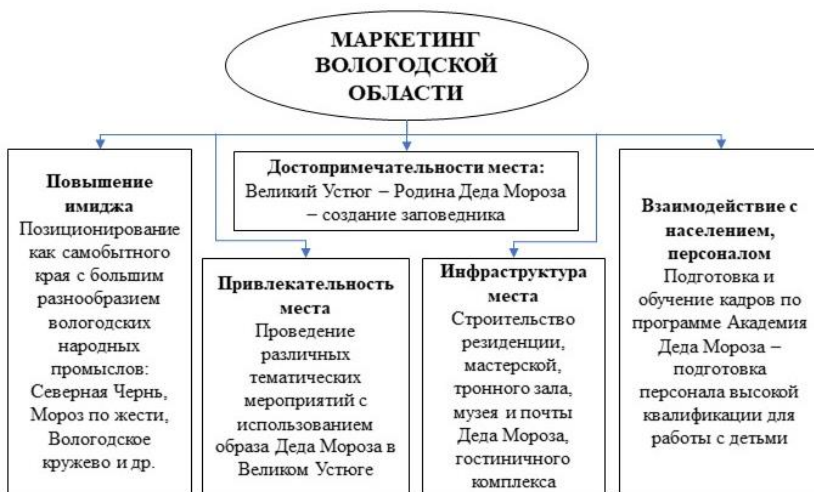 МАРКЕТИНГ
ВОЛОГОДСКОЙ
ОБЛАСТИ
Повышение
имиджа
Позиционирование
как самобытного
края с большим
разнообразием
вологодских
народных
промыслов:
Северная Чернь,
Мороз по жести,
Вологодское
кружево и др.
Достопримечательности места:
Великий Устюг – Родина Деда Мороза
– создание заповедника
Привлекательность
места
Проведение
различных
тематических
мероприятий с
использованием
образа Деда Мороза в
Великом Устюге
Инфраструктура
места
Строительство
резиденции,
мастерской,
тронного зала,
музея и почты
Деда Мороза,
гостиничного
комплекса
Взаимодействие с
населением,
персоналом
Подготовка и
обучение кадров по
программе Академия
Деда Мороза –
подготовка
персонала высокой
квалификации для
работы с детьми